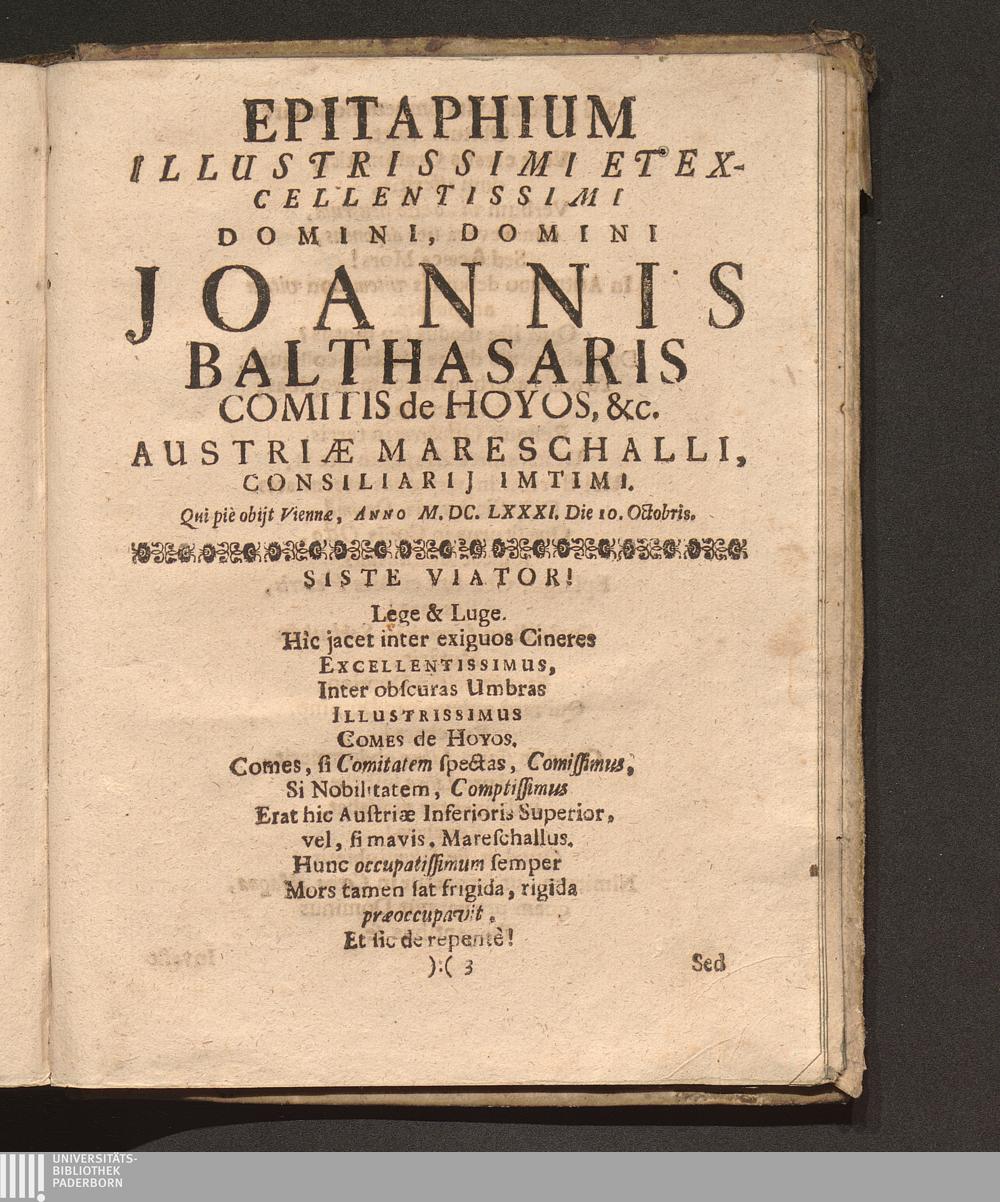 EPITAPHIUM
ILLUSTRISSIMI ET EX-
CELLENTISSIMI
DOMINI, DOMINI
JOANNIS
BALTHASARIS
COMITIS de HOYOS, &c.
AUSTRIÆ MARESCHALLI,
CONSILIARIJ IMTIMI.
Qui piè obijt Viennæ, ANNO M. DC. LXXXI. Die 10. Octobris.
SISTE VIATOR!
Lege & Luge.
Hîc jacet inter exiguos Cineres
EXCELLENTISSIMUS,
Inter obſcuras Umbras
ILLUSTRISSIMUS
COMES de HOYOS.
Comes, ſi Comitatem ſpectas, Comiſſimus,
Si Nobilitatem, Comptiſſimus
Erat hic Auſtriæ Inferioris Superior,
vel, ſi mavis, Mareſchallus.
Hunc occupatiſſimum ſemper
Mors tamen ſat frigida, rigida
præoccupavit,
Et ſic de repentè!
):( 3 Sed
UNIVERSITÄTS-
BIBLIOTHEK
PADERBORN